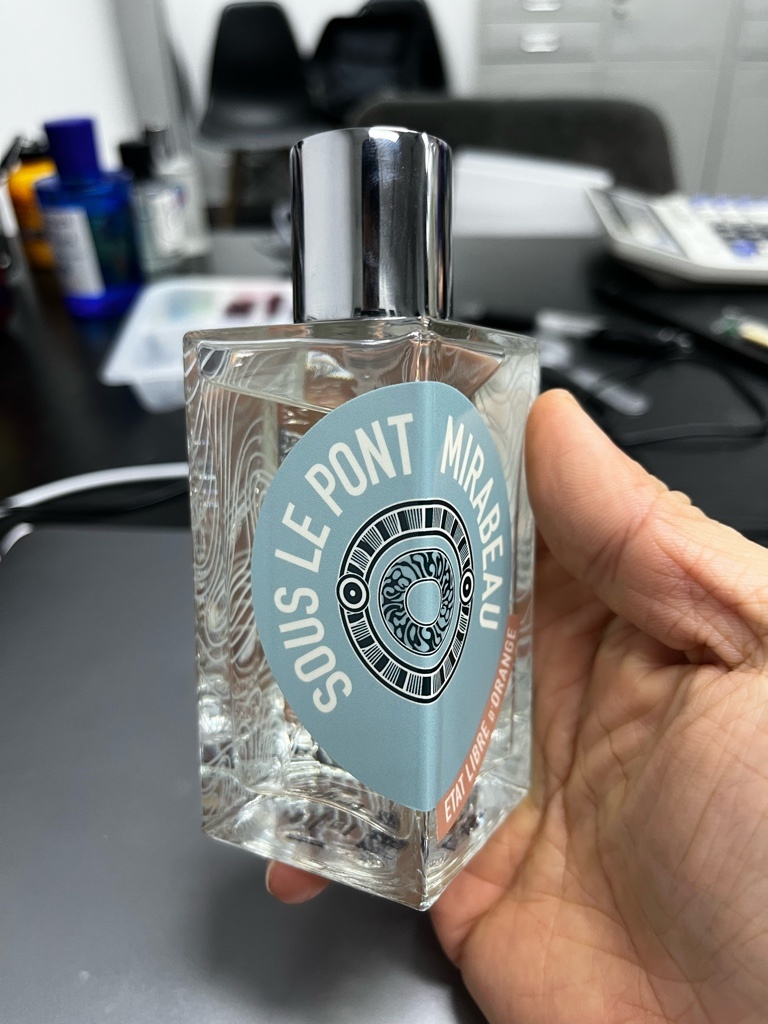 SOUS LE PONT MIRABEAU
ETAT LIBRE D'ORANGE